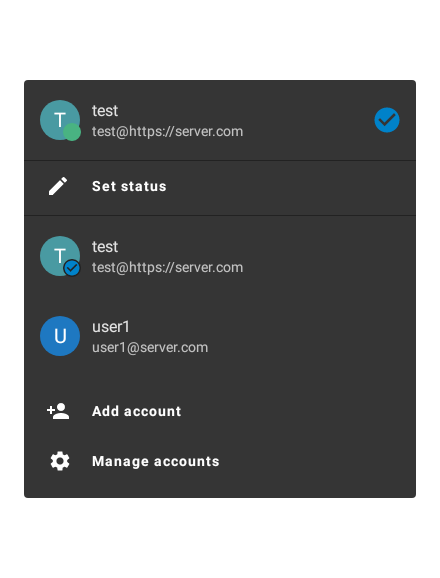 T
test
test@https://server.com
Set status
T
test
test@https://server.com
U
user1
user1@server.com
Add account
Manage accounts